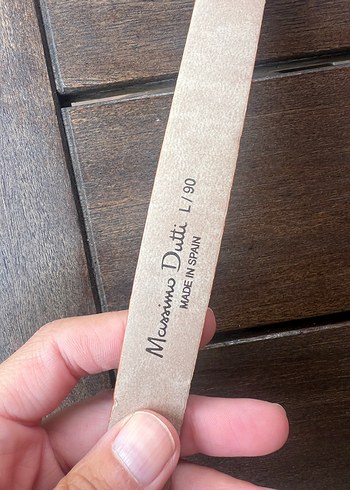 Massimo Dutti L / 90
MADE IN SPAIN